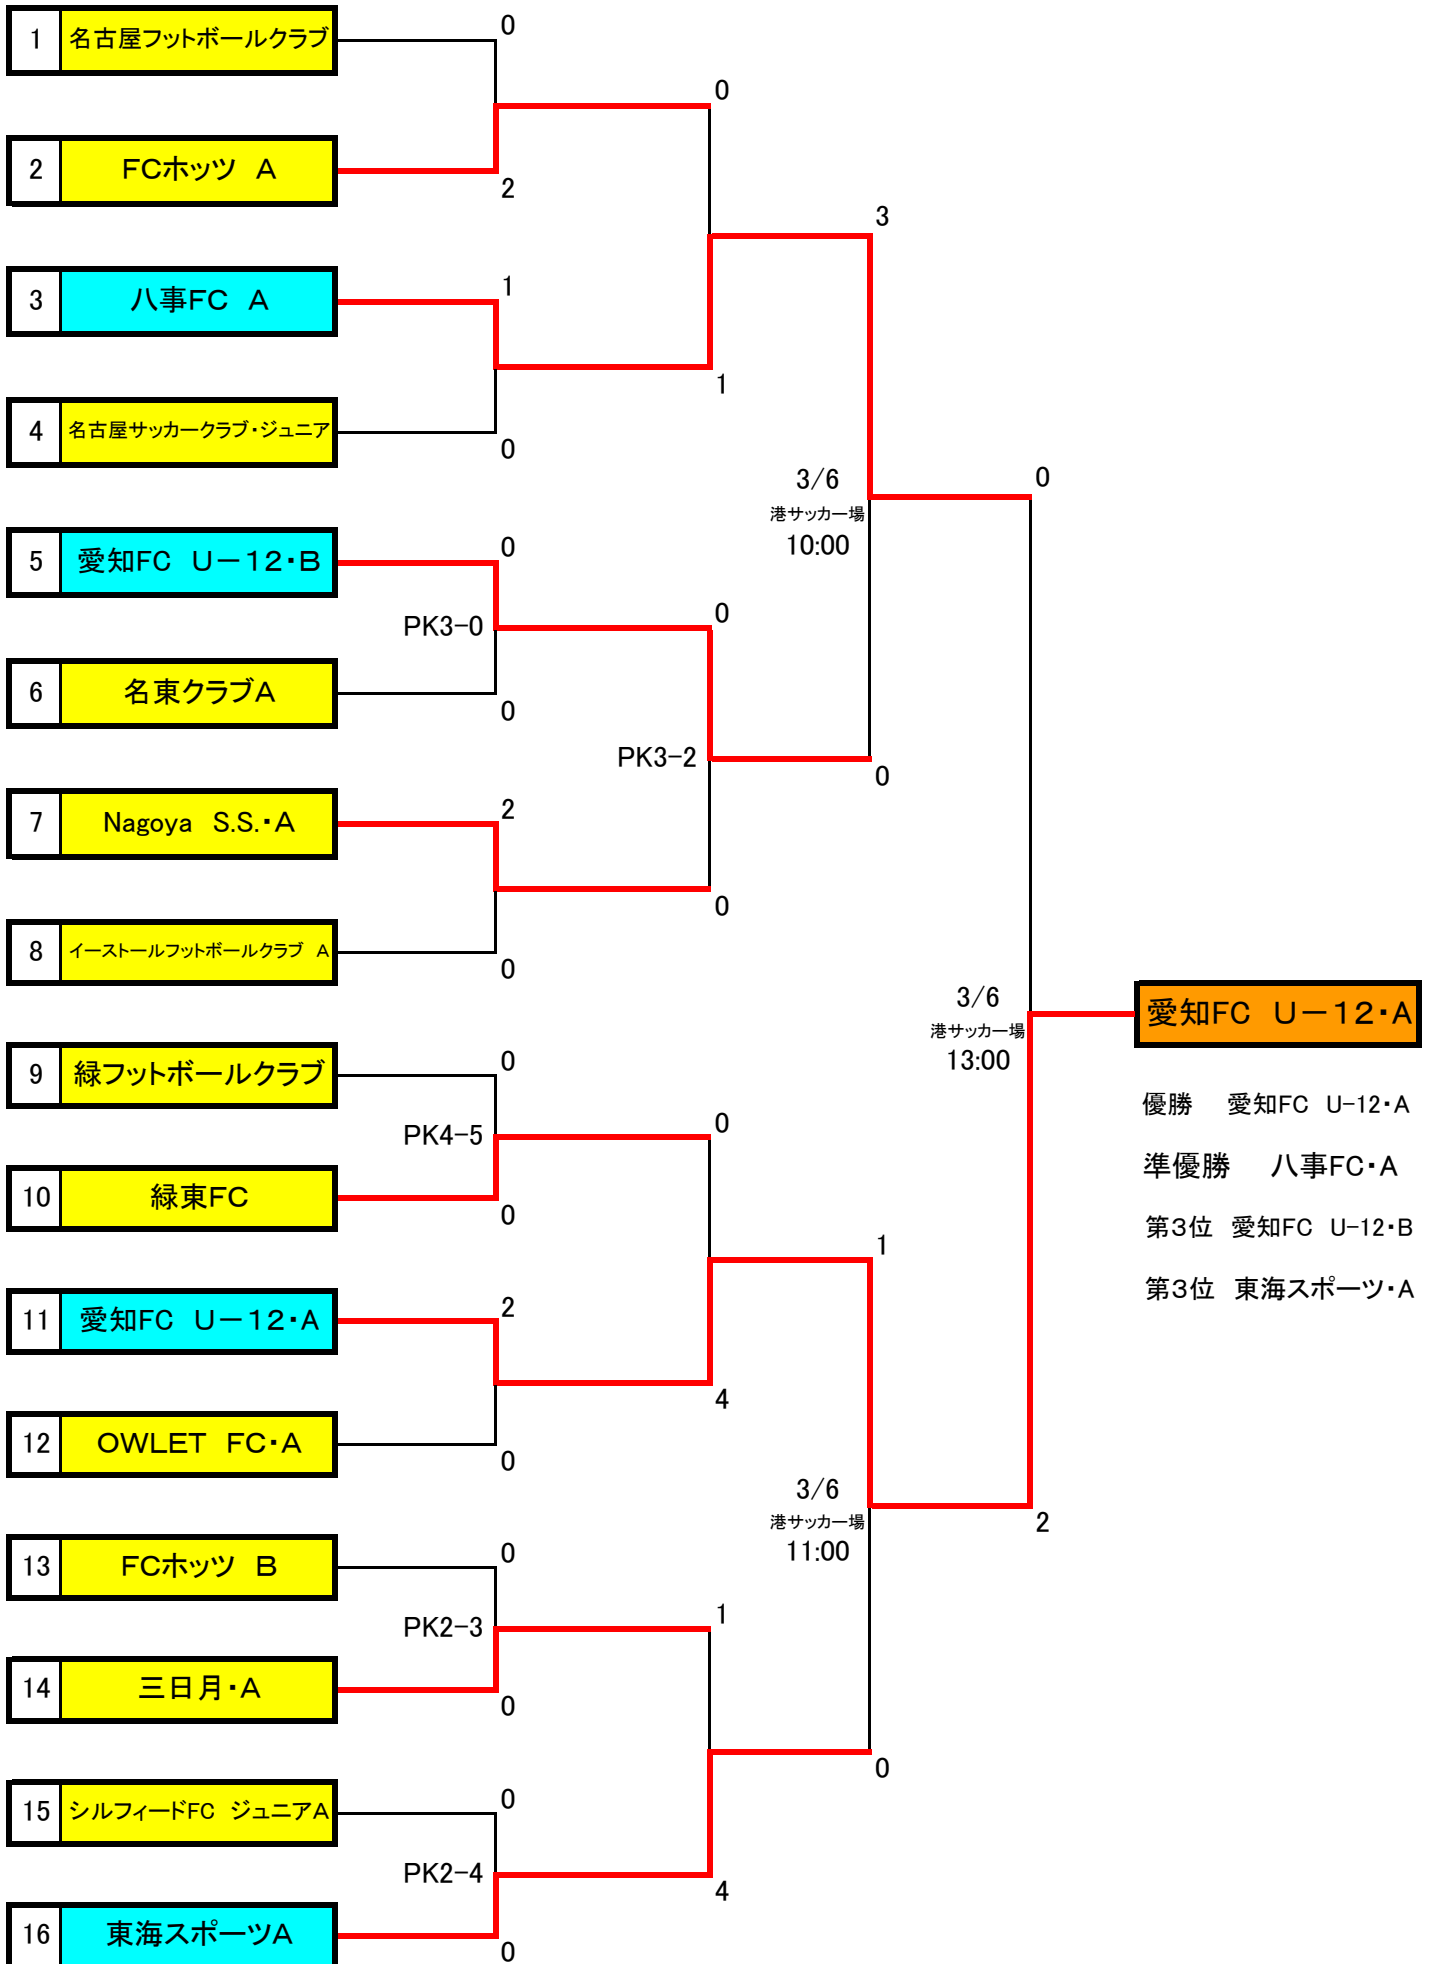 0
1 名古屋フットボールクラブ
0
2 FCホッツ A
2
3
1
3 八事FC A
1
4 名古屋サッカークラブ・ジュニア
0
3/6
港サッカー場
10:00
0
0
5 愛知FC U－12・B
PK3-0
0
6 名東クラブA
0
PK3-2
0
2
7 Nagoya S.S.・A
0
8 イーストールフットボールクラブ A
0
3/6
港サッカー場
13:00
愛知FC U－12・A
0
9 緑フットボールクラブ
PK4-5
0
10 緑東FC
0
優勝 愛知FC U-12・A
準優勝 八事FC・A
第3位 愛知FC U-12・B
第3位 東海スポーツ・A
1
2
11 愛知FC U－12・A
4
12 OWLET FC・A
0
3/6
港サッカー場
11:00
2
0
13 FCホッツ B
PK2-3
1
14 三日月・A
0
0
0
15 シルフィードFC ジュニアA
PK2-4
4
16 東海スポーツA
0